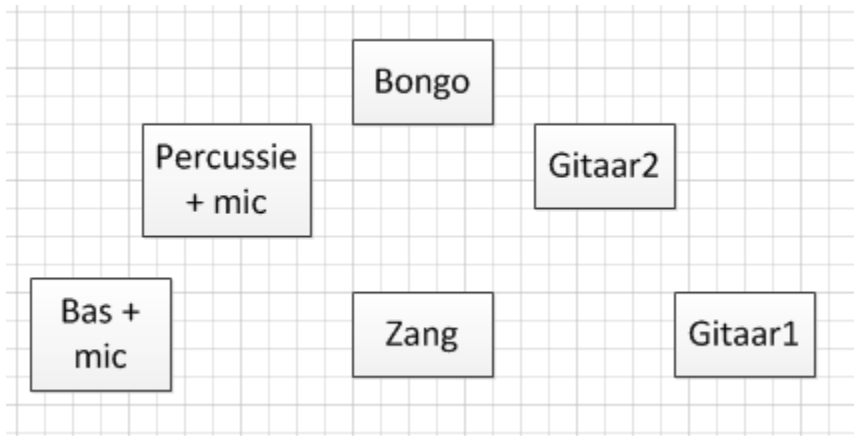 Bongo
Percussie
+ mic
Gitaar2
Bas +
mic
Zang
Gitaar1